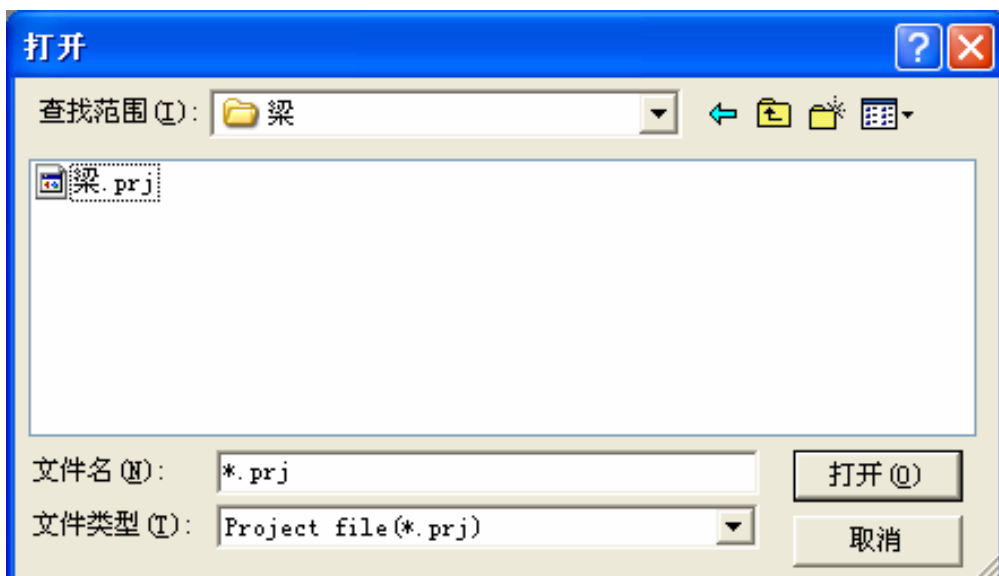 打开
查找范围(I): 梁
梁.prj
文件名(N): *.prj 打开(O)
文件类型(T): Project file(*.prj) 取消